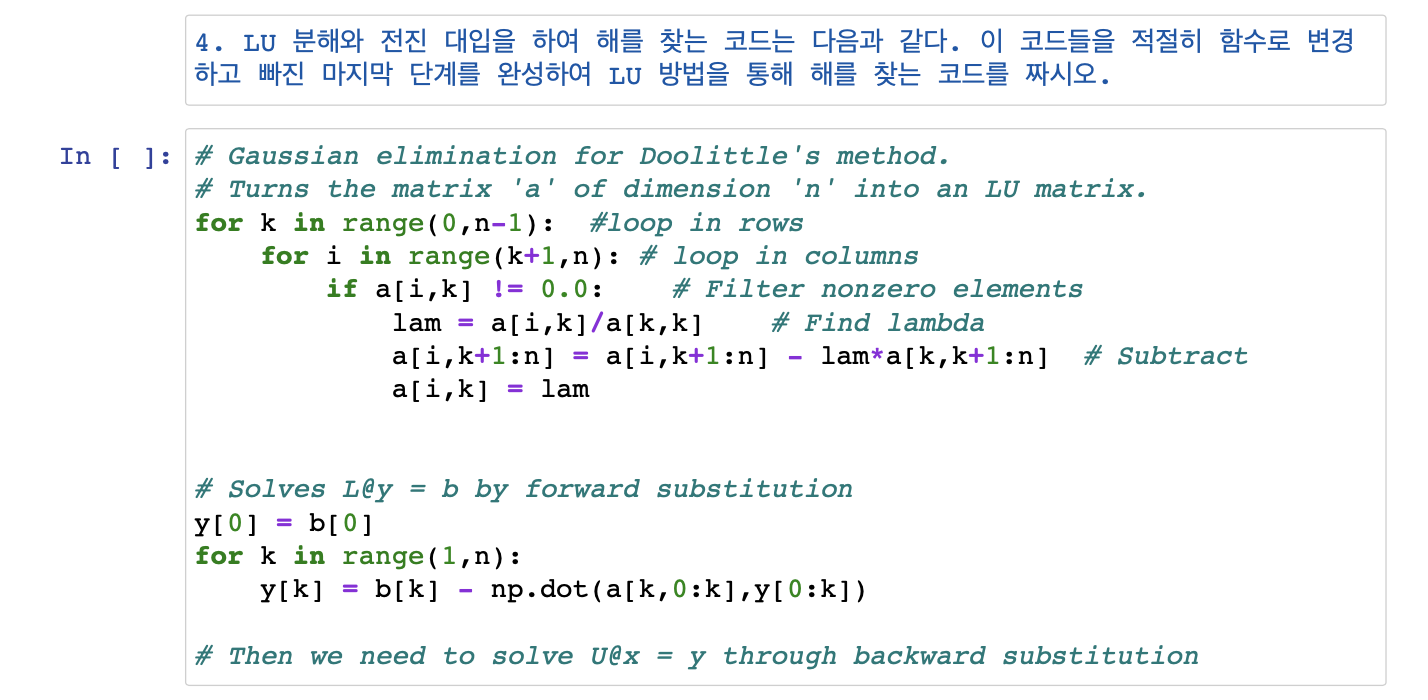 4. LU 분해와 전진 대입을 하여 해를 찾는 코드는 다음과 같다. 이 코드들을 적절히 함수로 변경
하고 빠진 마지막 단계를 완성하여 LU 방법을 통해 해를 찾는 코드를 짜시오.
In [ ]:
# Gaussian elimination for Doolittle's method.
# Turns the matrix 'a' of dimension 'n' into an LU matrix.
for k in range(0,n-1):  #loop in rows
    for i in range(k+1,n): # loop in columns
        if a[i,k] != 0.0:    # Filter nonzero elements
            lam = a[i,k]/a[k,k]    # Find lambda
            a[i,k+1:n] = a[i,k+1:n] - lam*a[k,k+1:n]  # Subtract
            a[i,k] = lam
# Solves L@y = b by forward substitution
y[0] = b[0]
for k in range(1,n):
    y[k] = b[k] - np.dot(a[k,0:k],y[0:k])
# Then we need to solve U@x = y through backward substitution